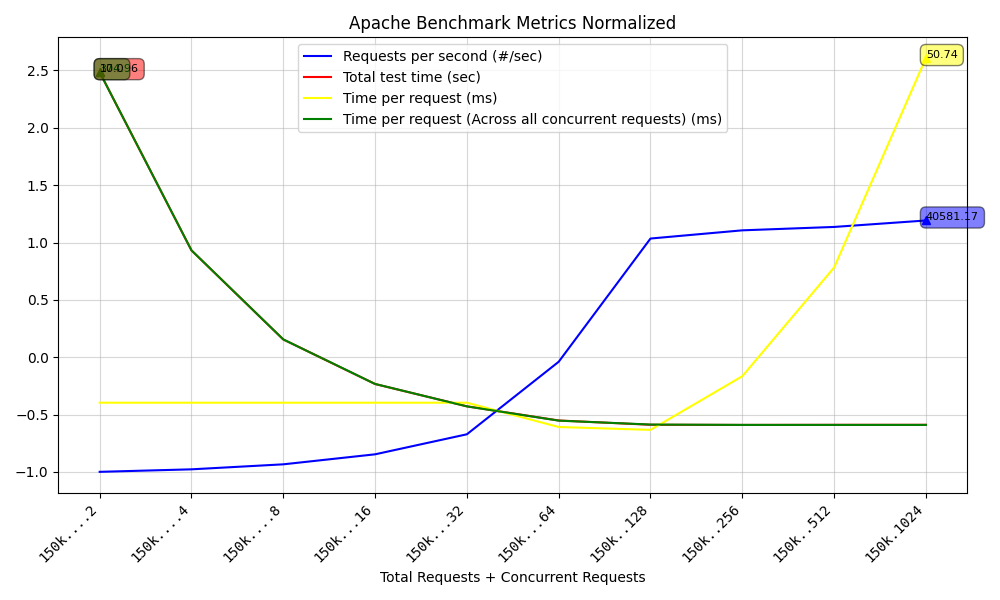 Apache Benchmark Metrics Normalized
Requests per second (#/sec)
Total test time (sec)
Time per request (ms)
Time per request (Across all concurrent requests) (ms)
50.74
40581.17
2.5
2.0
1.5
1.0
0.5
0.0
−0.5
−1.0
150k....2
150k....4
150k....8
150k...16
150k...32
150k...64
150k..128
150k..256
150k..512
150k.1024
Total Requests + Concurrent Requests